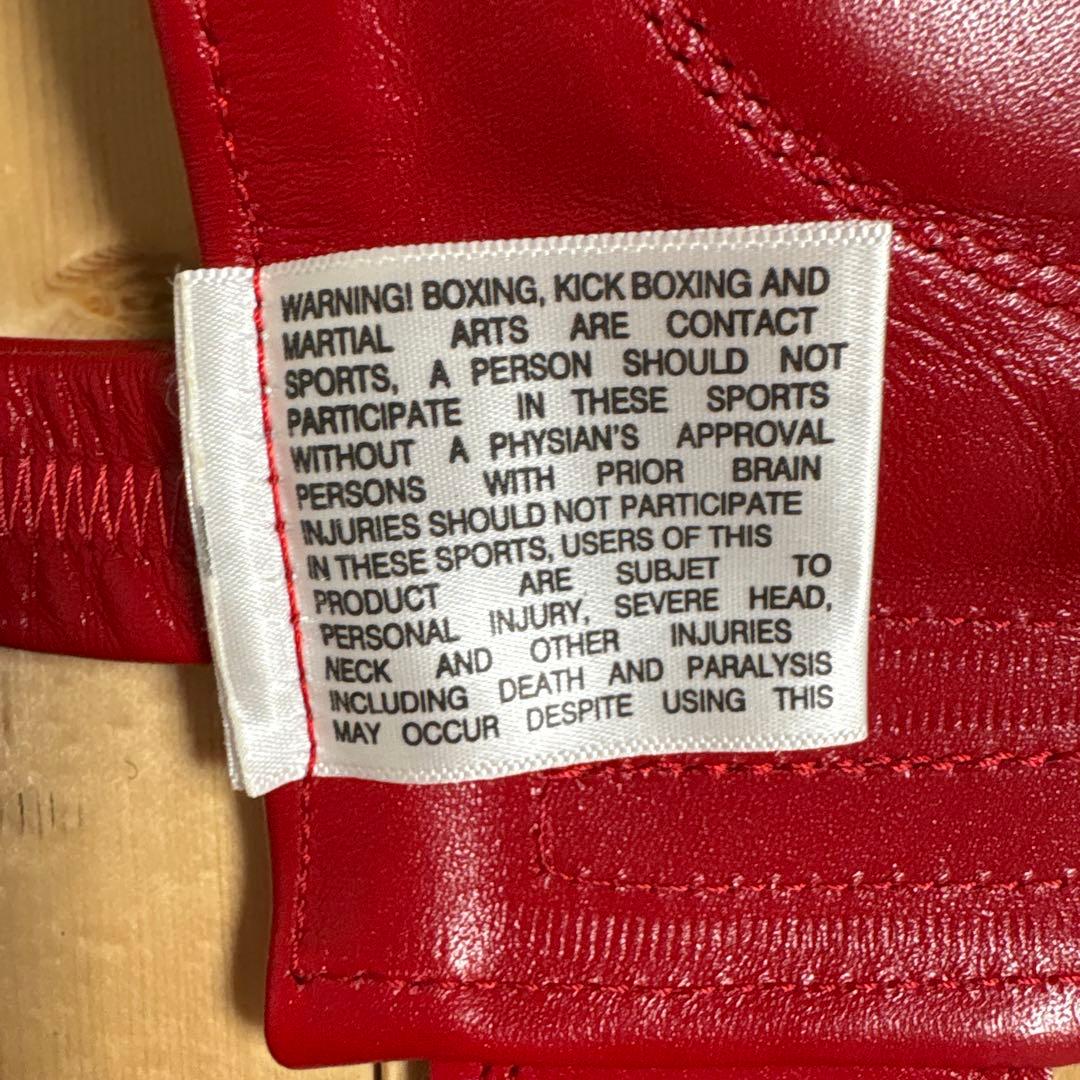 WARNING! BOXING, KICK BOXING AND
MARTIAL ARTS ARE CONTACT
SPORTS, A PERSON SHOULD NOT
PARTICIPATE IN THESE SPORTS
WITHOUT A PHYSIAN'S APPROVAL
PERSONS WITH PRIOR BRAIN
INJURIES SHOULD NOT PARTICIPATE
IN THESE SPORTS, USERS OF THIS
PRODUCT ARE SUBJET TO
PERSONAL INJURY, SEVERE HEAD,
NECK AND OTHER INJURIES
INCLUDING DEATH AND PARALYSIS
MAY OCCUR DESPITE USING THIS